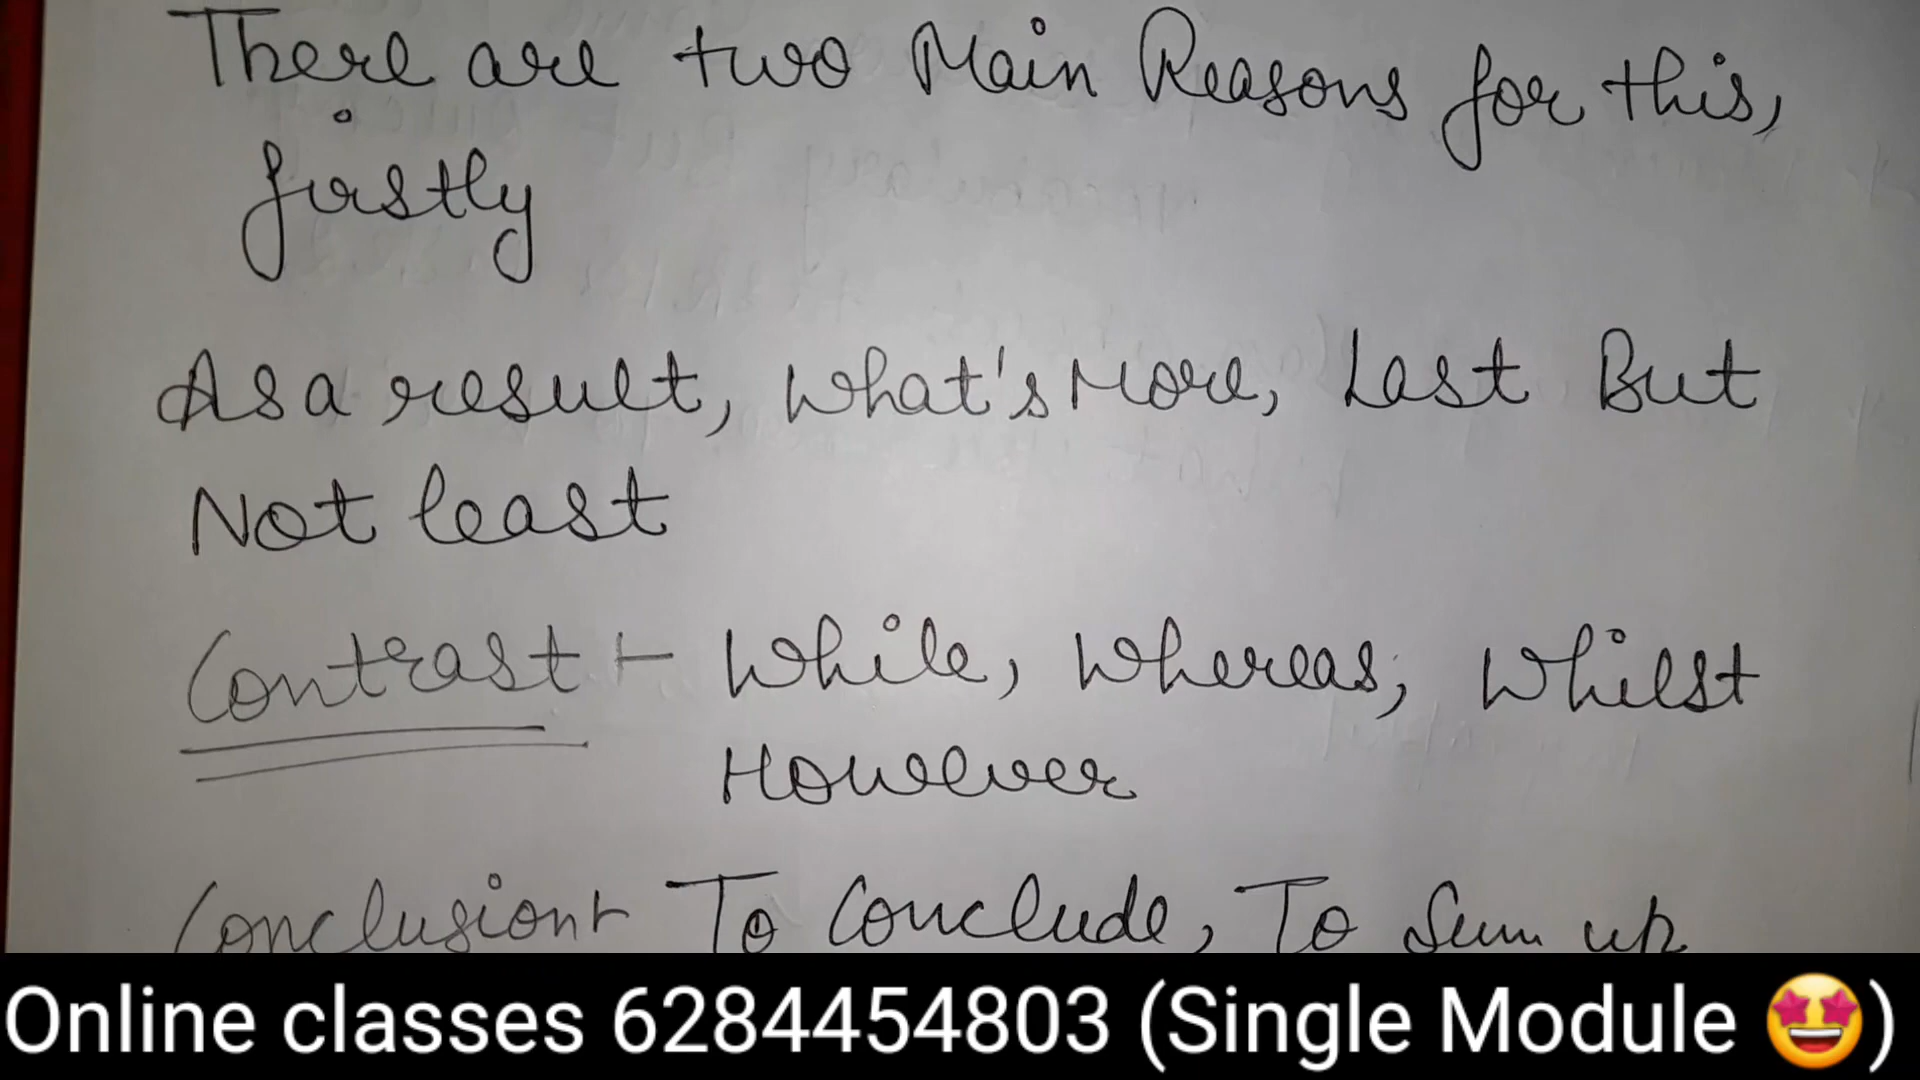 There are two Main Reasons for this,
firstly
As a result, What's More, Last But
Not least
Contrast :- While, Whereas, Whilst
However
Conclusion :- To Conclude, To Sum up
Online classes 6284454803 (Single Module 🤩)